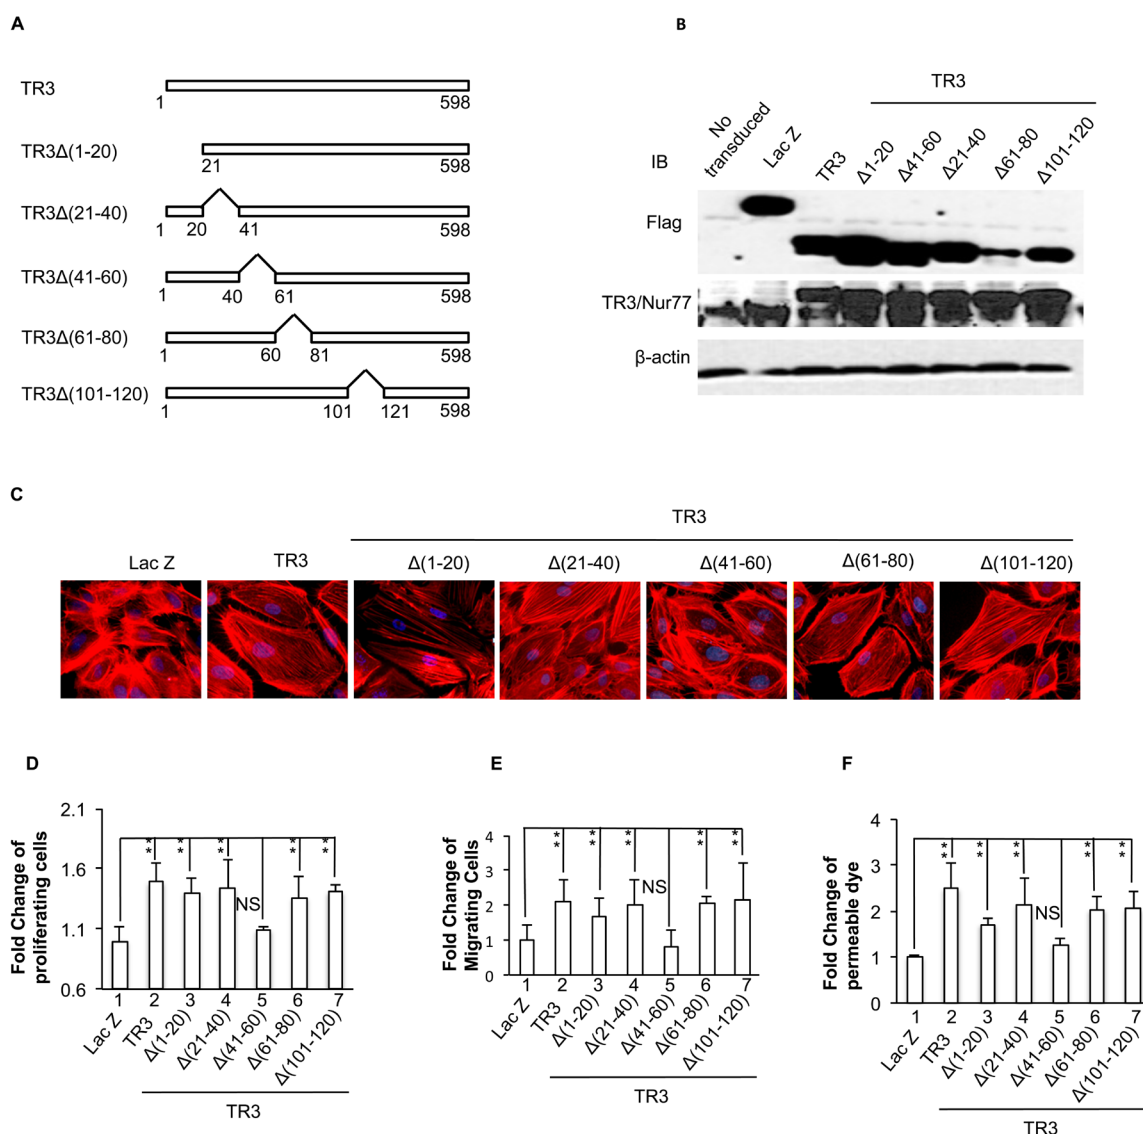 A
TR3
1
598
TR3Δ(1-20)
21
598
TR3Δ(21-40)
1
20
41
598
TR3Δ(41-60)
1
40
61
598
TR3Δ(61-80)
1
60
81
598
TR3Δ(101-120)
1
101
121
598
B
TR3
IB
No
transduced
Lac Z
TR3
Δ1-20
Δ41-60
Δ21-40
Δ61-80
Δ101-120
Flag
TR3/Nur77
β-actin
C
TR3
Lac Z
TR3
Δ(1-20)
Δ(21-40)
Δ(41-60)
Δ(61-80)
Δ(101-120)
D
Fold Change of
proliferating cells
2.1
1.6
1.1
0.6
**
**
**
NS
**
**
1 2 3 4 5 6 7
Lac Z
TR3
Δ(1-20)
Δ(21-40)
Δ(41-60)
Δ(61-80)
Δ(101-120)
TR3
E
Fold Change of
Migrating Cells
4
3
2
1
0
**
**
**
NS
**
**
1 2 3 4 5 6 7
Lac Z
TR3
Δ(1-20)
Δ(21-40)
Δ(41-60)
Δ(61-80)
Δ(101-120)
TR3
F
Fold Change of
permeable dye
4
3
2
1
0
**
**
**
NS
**
**
1 2 3 4 5 6 7
Lac Z
TR3
Δ(1-20)
Δ(21-40)
Δ(41-60)
Δ(61-80)
Δ(101-120)
TR3